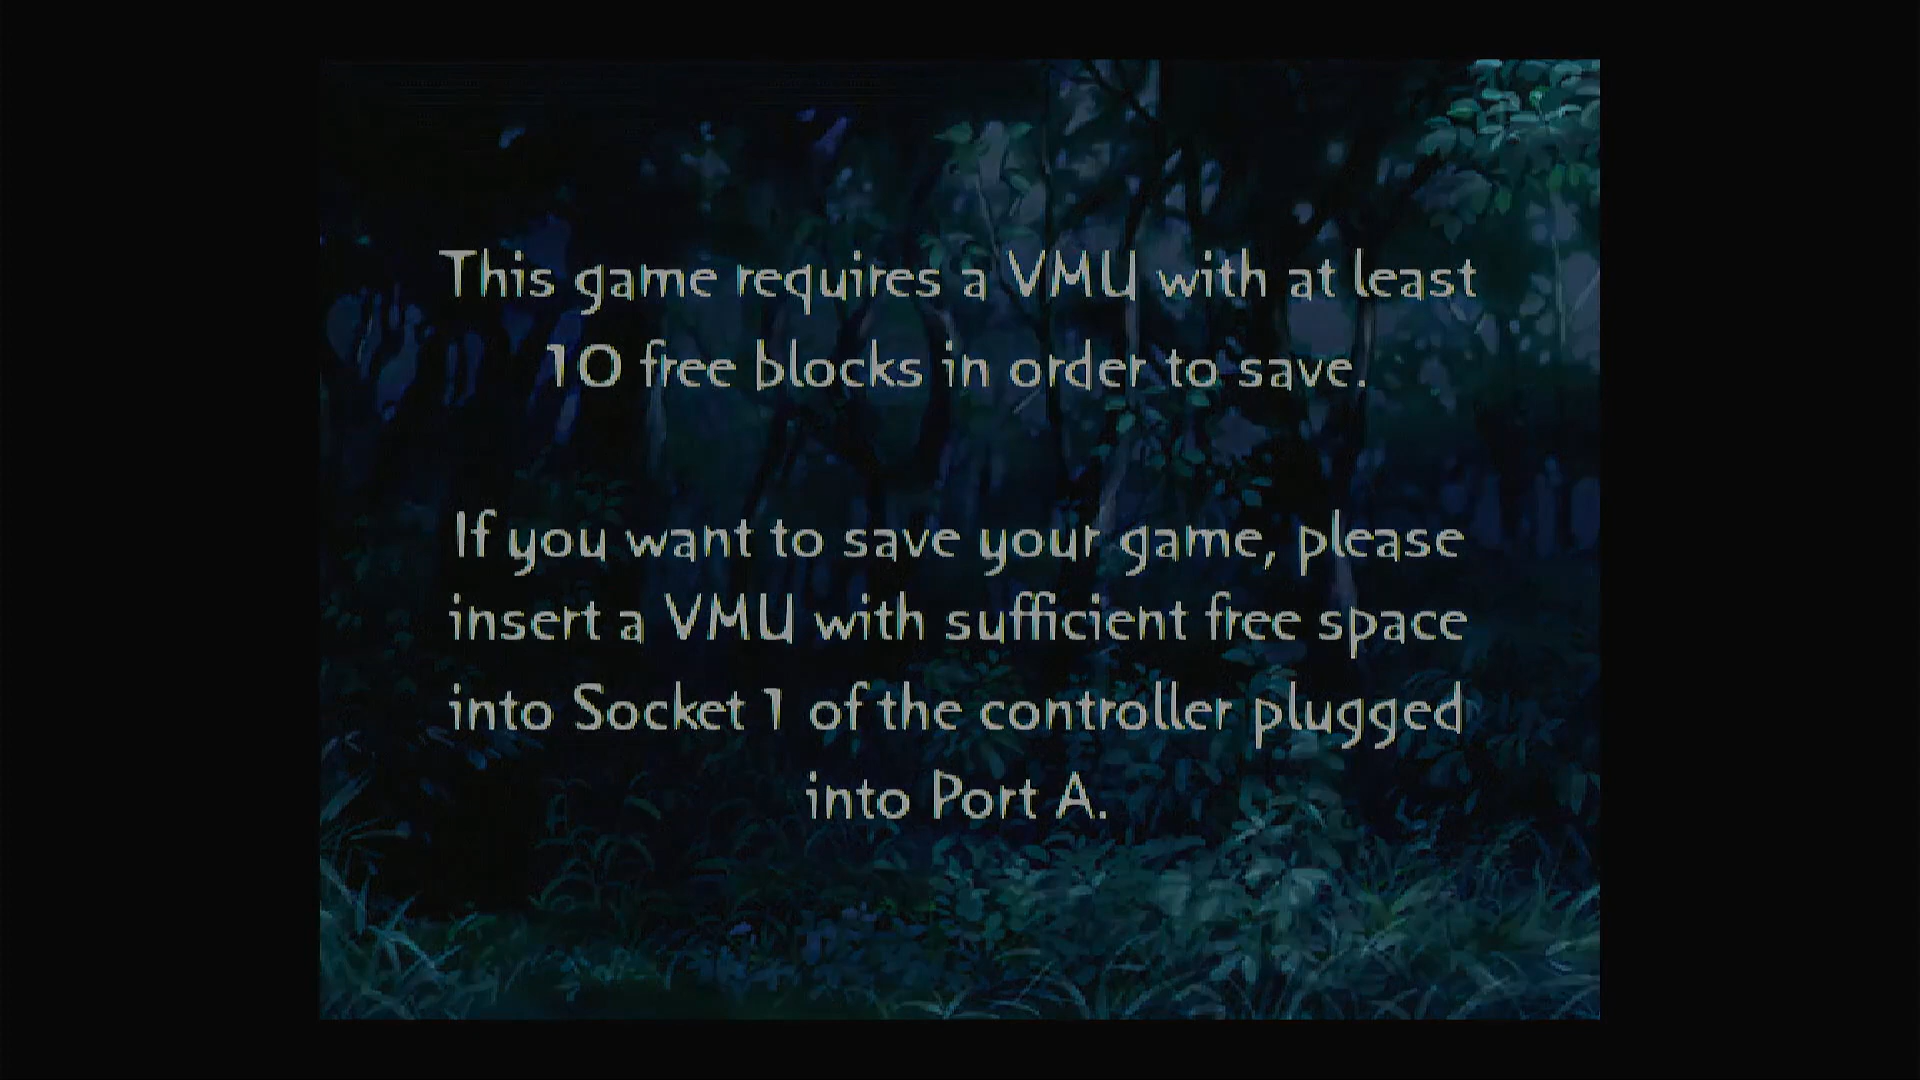 This game requires a VMU with at least
10 free blocks in order to save.
If you want to save your game, please
insert a VMU with sufficient free space
into Socket 1 of the controller plugged
into Port A.